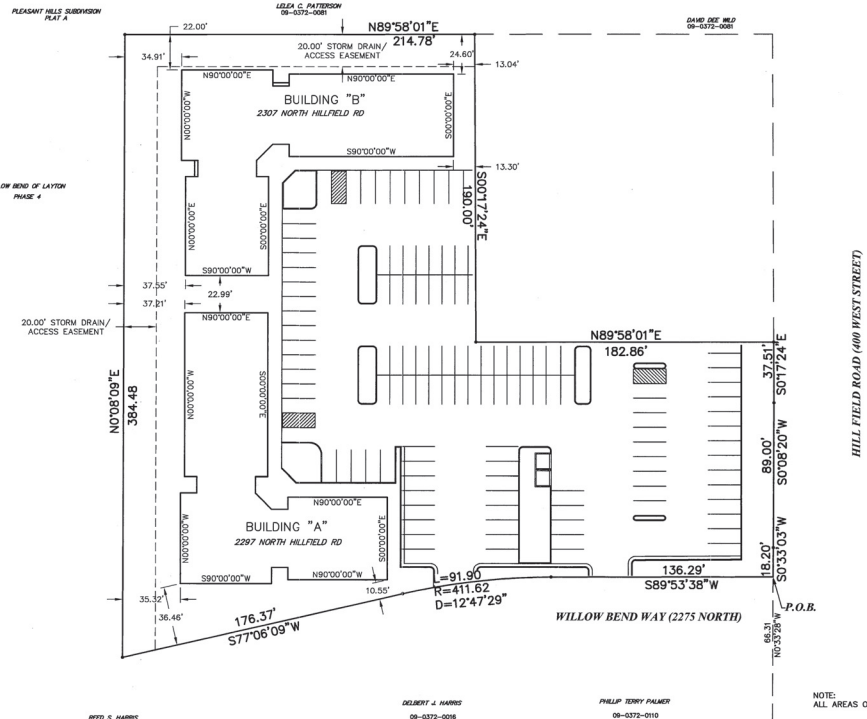 PLEASANT HILLS SUBDIVISION
PLAT A
LELEA C. PATTERSON
09-0372-0081
DAVID DEE WILD
09-0372-0081
22.00'
N89°58'01"E
214.78'
20.00' STORM DRAIN/
ACCESS EASEMENT
24.60'
34.91'
13.04'
N90°00'00"E
N90°00'00"E
BUILDING "B"
2307 NORTH HILLFIELD RD
N00°00'00"W
S00°00'00"E
S90°00'00"W
13.30'
OW BEND OF LAYTON
PHASE 4
S00°17'24"E
190.00'
N00°00'00"E
S00°00'00"E
S90°00'00"W
37.55'
22.99'
37.21'
N90°00'00"E
20.00' STORM DRAIN/
ACCESS EASEMENT
N89°58'01"E
182.86'
37.51'
S0°17'24"E
HILL FIELD ROAD (400 WEST STREET)
N0°08'09"E
384.48
N00°00'00"W
S00°00'00"E
89.00'
S0°08'20"W
N90°00'00"E
BUILDING "A"
2297 NORTH HILLFIELD RD
N00°00'00"W
S00°00'00"E
S90°00'00"W
N90°00'00"W
18.20'
S0°33'03"W
136.29'
S89°53'38"W
L=91.90
R=411.62
D=12°47'29"
10.55'
35.32'
36.46'
176.37'
S77°06'09"W
WILLOW BEND WAY (2275 NORTH)
P.O.B.
66.31
N0°33'28"W
NOTE:
ALL AREAS O
DELBERT J. HARRIS
09-0372-0016
PHILLIP TERRY PALMER
09-0372-0110
REED S. HARRIS